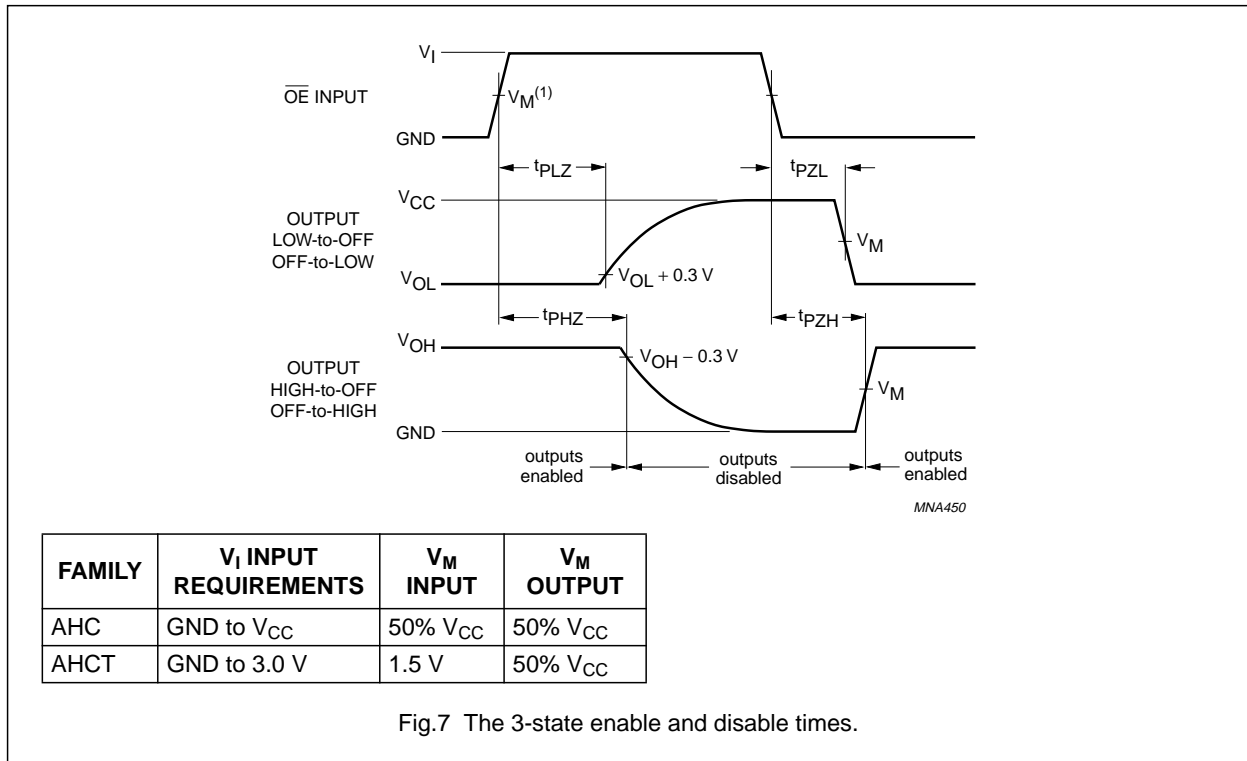 V_I
OE INPUT
V_M(1)
GND
t_PLZ
t_PZL
V_CC
OUTPUT
LOW-to-OFF
OFF-to-LOW
V_M
V_OL + 0.3 V
V_OL
t_PHZ
t_PZH
V_OH
V_OH − 0.3 V
OUTPUT
HIGH-to-OFF
OFF-to-HIGH
V_M
GND
outputs
enabled
outputs
disabled
outputs
enabled
MNA450
FAMILY
V_I INPUT
REQUIREMENTS
V_M
INPUT
V_M
OUTPUT
AHC GND to V_CC 50% V_CC 50% V_CC
AHCT GND to 3.0 V 1.5 V 50% V_CC
Fig.7 The 3-state enable and disable times.